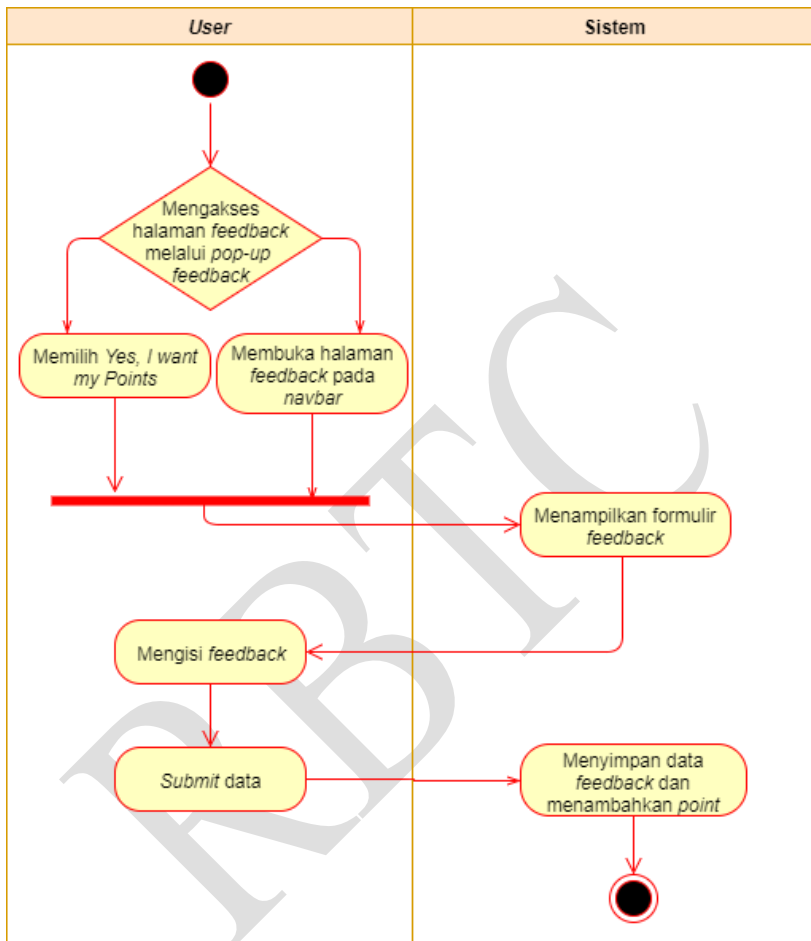 User
Sistem
Mengakses
halaman feedback
melalui pop-up
feedback
Memilih Yes, I want
my Points
Membuka halaman
feedback pada
navbar
Menampilkan formulir
feedback
Mengisi feedback
Submit data
Menyimpan data
feedback dan
menambahkan point
RBTC